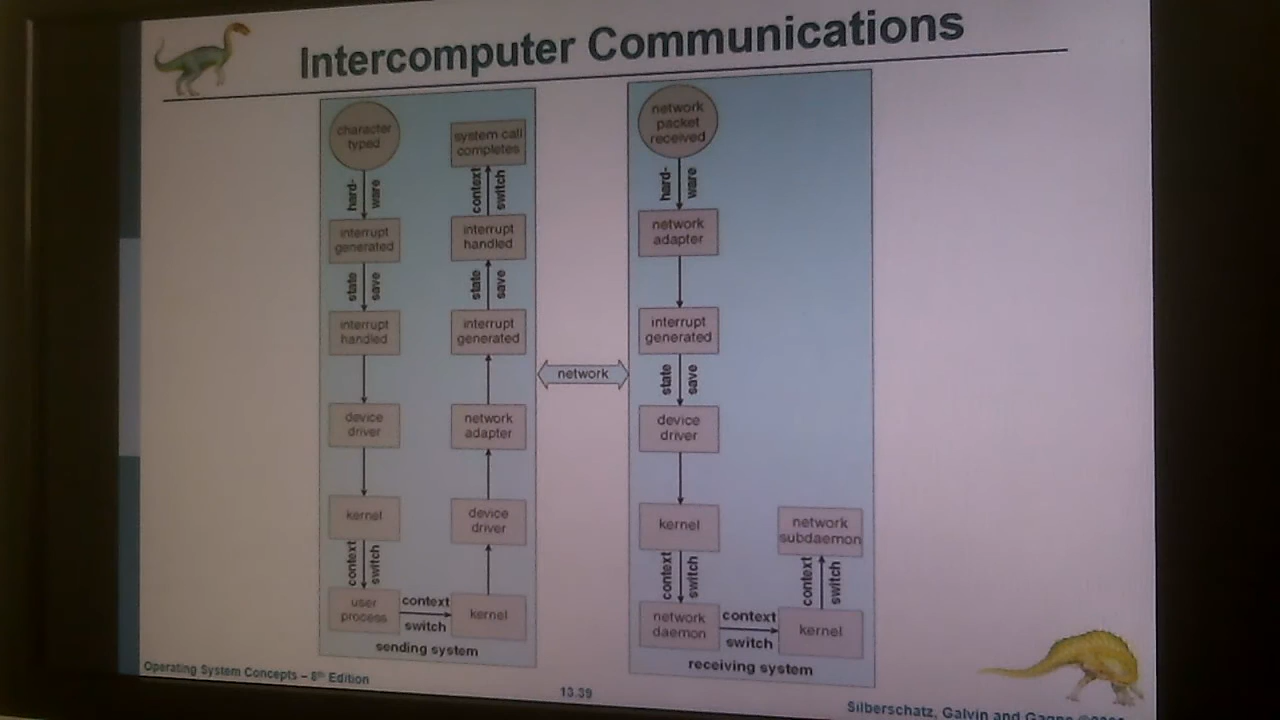 Intercomputer Communications
character
typed
hard-
ware
interrupt
generated
state
save
interrupt
handled
device
driver
kernel
context
switch
user
process
context
switch
kernel
device
driver
network
adapter
interrupt
generated
state
save
interrupt
handled
context
switch
system call
completes
sending system
network
network
packet
received
hard-
ware
network
adapter
interrupt
generated
state
save
device
driver
kernel
context
switch
network
daemon
context
switch
kernel
context
switch
network
subdaemon
receiving system
Operating System Concepts – 8th Edition
13.39
Silberschatz, Galvin and Gagne